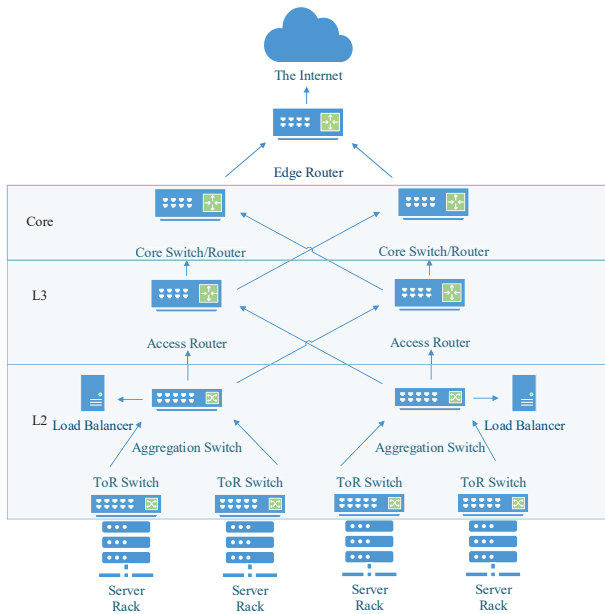 The Internet
Edge Router
Core
Core Switch/Router
Core Switch/Router
L3
Access Router
Access Router
L2
Load Balancer
Load Balancer
Aggregation Switch
Aggregation Switch
ToR Switch
ToR Switch
ToR Switch
ToR Switch
Server
Rack
Server
Rack
Server
Rack
Server
Rack